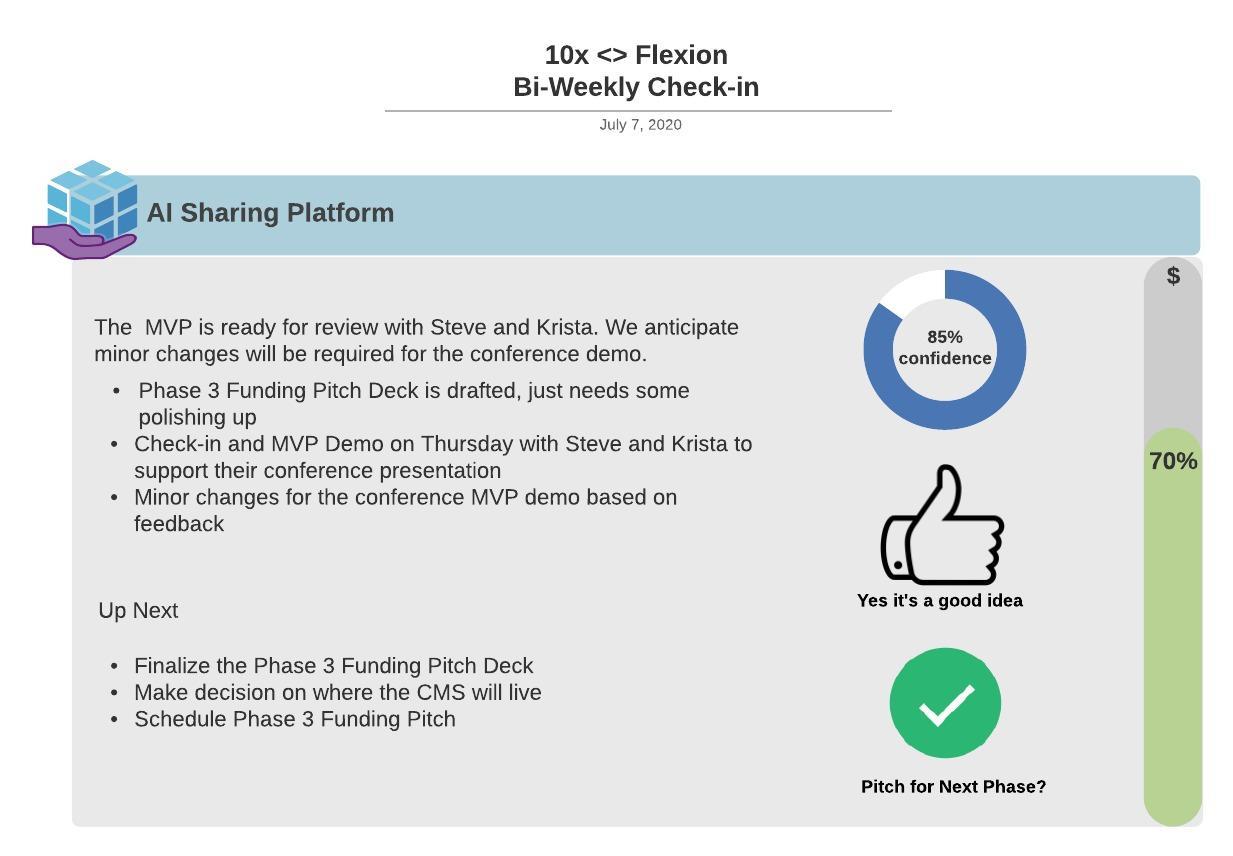 10x <> Flexion
Bi-Weekly Check-in
July 7, 2020
AI Sharing Platform
The  MVP is ready for review with Steve and Krista. We anticipate
minor changes will be required for the conference demo.
• Phase 3 Funding Pitch Deck is drafted, just needs some
polishing up
• Check-in and MVP Demo on Thursday with Steve and Krista to
support their conference presentation
• Minor changes for the conference MVP demo based on
feedback
Up Next
• Finalize the Phase 3 Funding Pitch Deck
• Make decision on where the CMS will live
• Schedule Phase 3 Funding Pitch
85%
confidence
Yes it's a good idea
Pitch for Next Phase?
$
70%